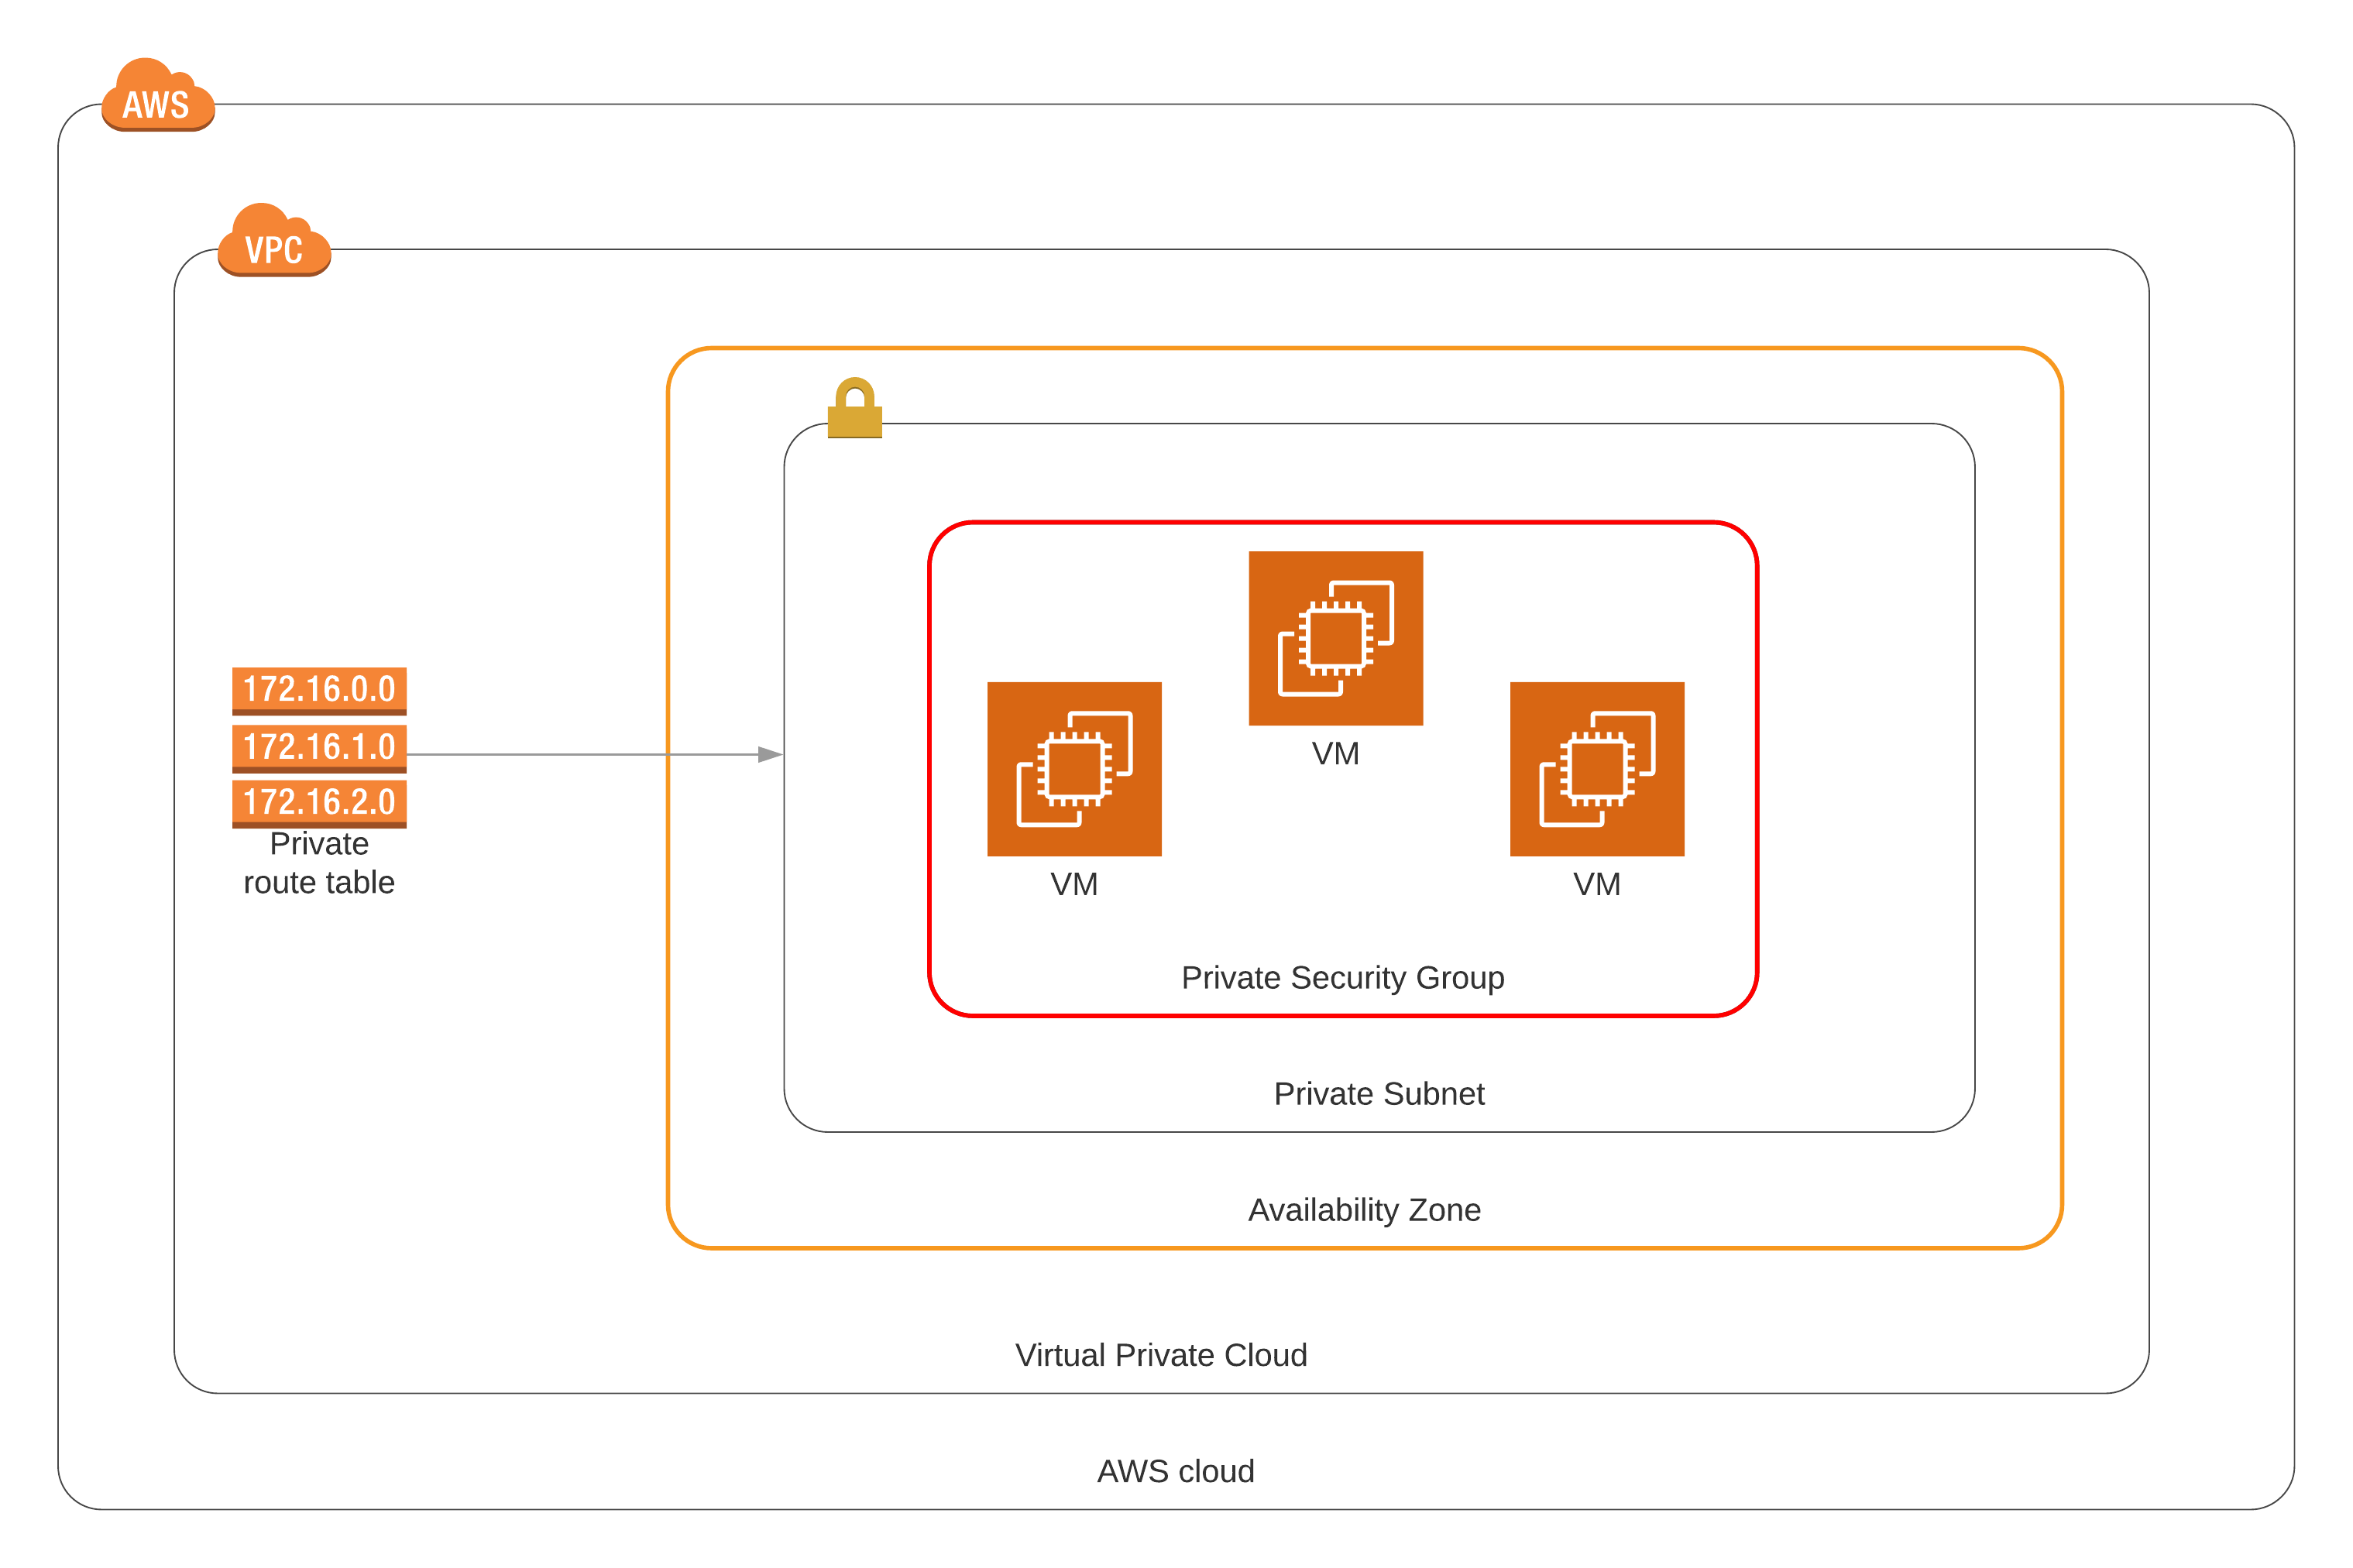 AWS
VPC
172.16.0.0
172.16.1.0
172.16.2.0
Private
route table
VM
VM
VM
Private Security Group
Private Subnet
Availability Zone
Virtual Private Cloud
AWS cloud